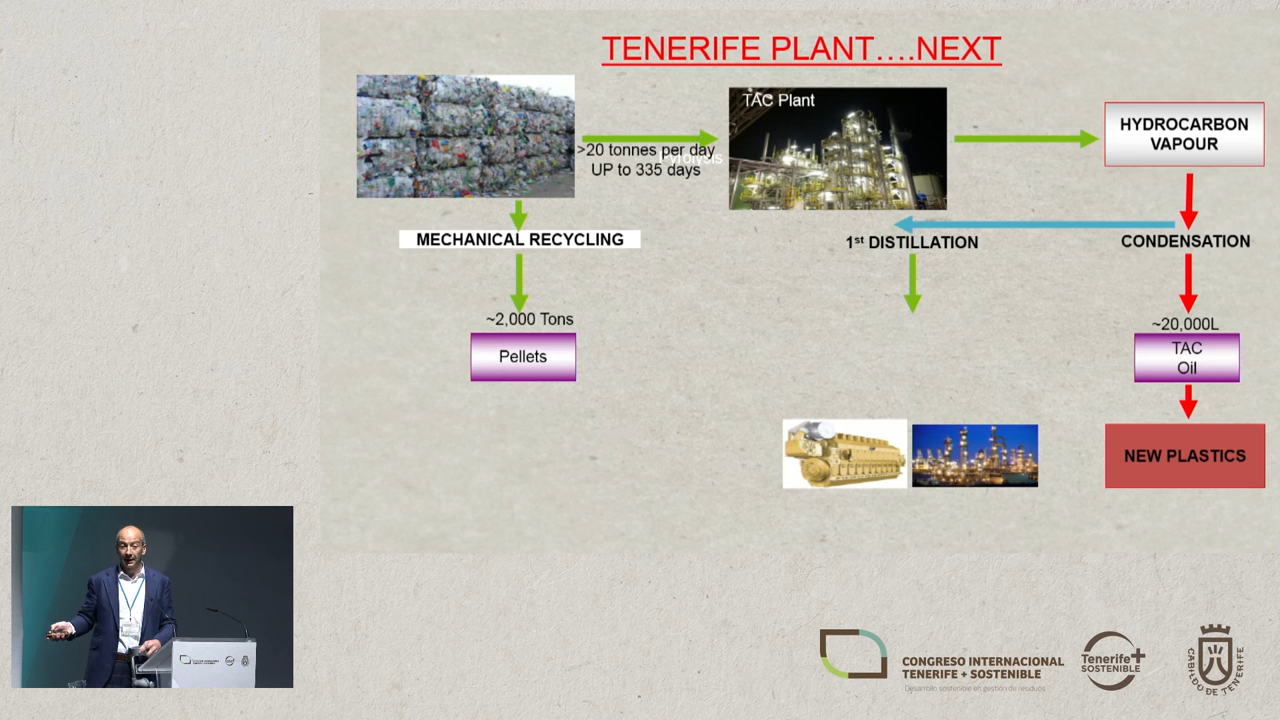 TENERIFE PLANT....NEXT
TAC Plant
HYDROCARBON
VAPOUR
Pyrolysis
>20 tonnes per day
UP to 335 days
MECHANICAL RECYCLING
1st DISTILLATION
CONDENSATION
~2,000 Tons
Pellets
~20,000L
TAC
Oil
NEW PLASTICS
CONGRESO INTERNACIONAL
TENERIFE + SOSTENIBLE
Desarrollo sostenible en gestión de residuos
Tenerife+
SOSTENIBLE
CABILDO DE TENERIFE